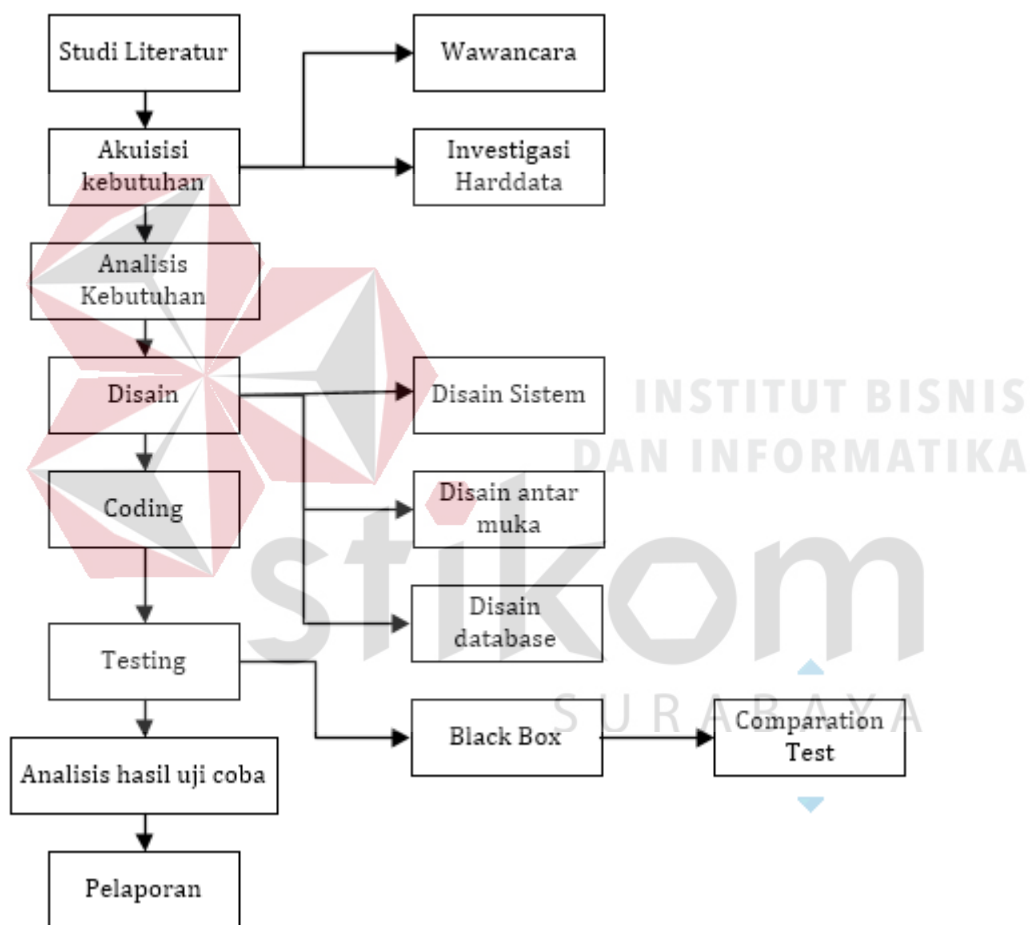 Studi Literatur
Wawancara
Akuisisi
kebutuhan
Investigasi
Harddata
Analisis
Kebutuhan
Disain
Disain Sistem
INSTITUT BISNIS
DAN INFORMATIKA
Coding
Disain antar
muka
stikom
Disain
database
Testing
SURABAYA
Black Box
Comparation
Test
Analisis hasil uji coba
Pelaporan